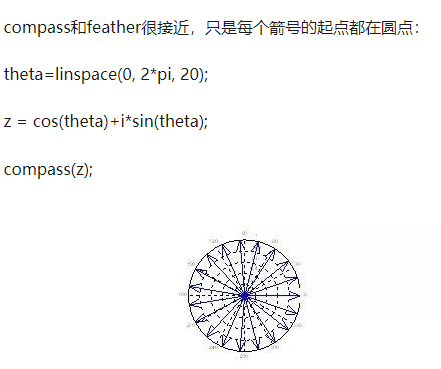 compass和feather很接近，只是每个箭号的起点都在圆点：
theta=linspace(0, 2*pi, 20);
z = cos(theta)+i*sin(theta);
compass(z);